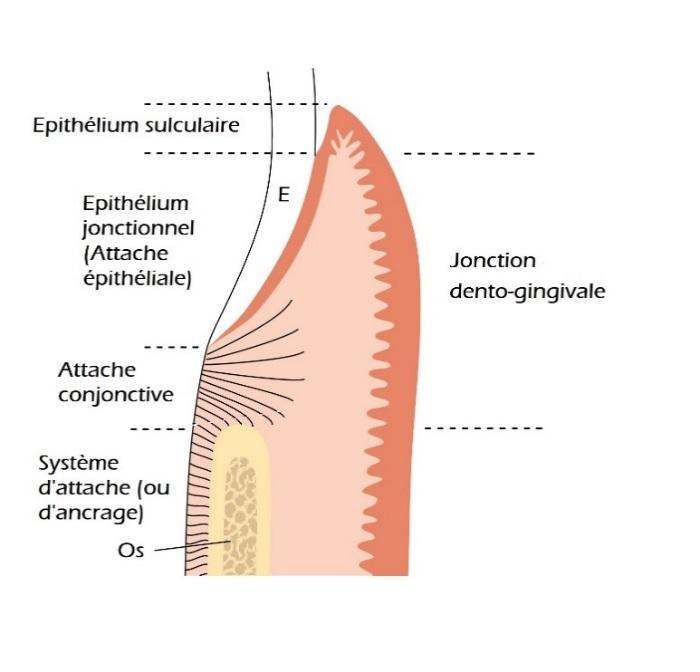 Epithélium sulculaire
E
Epithélium
jonctionnel
(Attache
épithéliale)
Jonction
dento-gingivale
Attache
conjonctive
Système
d'attache (ou
d'ancrage)
Os